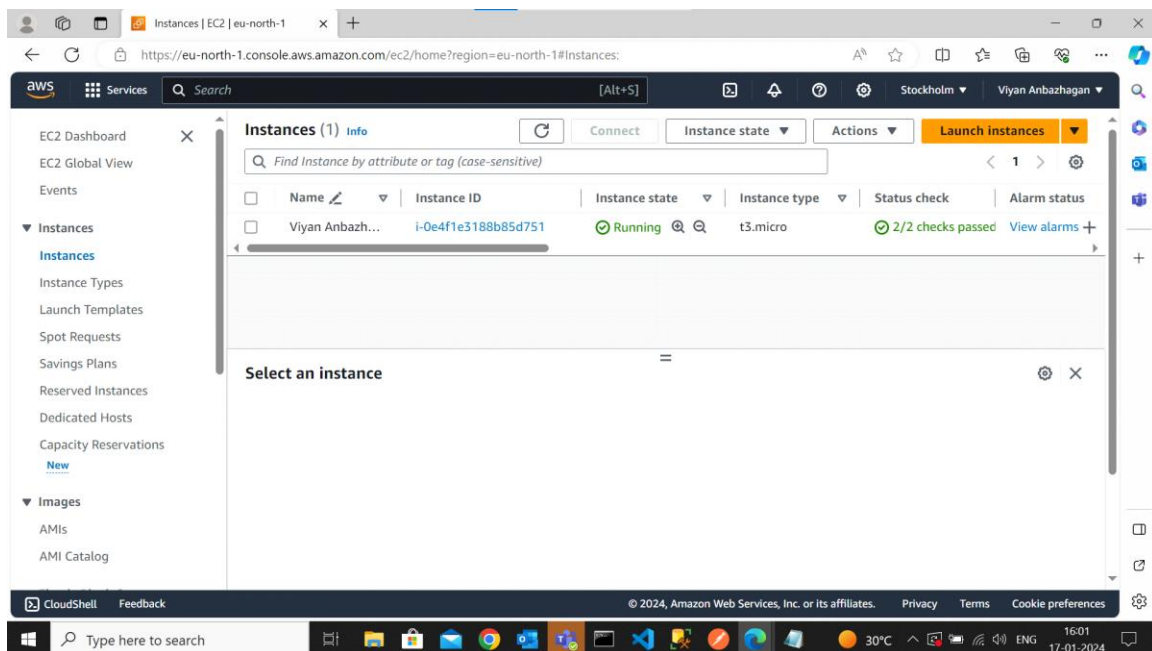 Instances | EC2 | eu-north-1
https://eu-north-1.console.aws.amazon.com/ec2/home?region=eu-north-1#Instances:
aws Services Search [Alt+S] Stockholm Viyan Anbazhagan
EC2 Dashboard
EC2 Global View
Events
Instances
Instances
Instance Types
Launch Templates
Spot Requests
Savings Plans
Reserved Instances
Dedicated Hosts
Capacity Reservations
New
Images
AMIs
AMI Catalog
Instances (1) Info Connect Instance state Actions Launch instances
Find Instance by attribute or tag (case-sensitive) 1
Name Instance ID Instance state Instance type Status check Alarm status
Viyan Anbazh... i-0e4f1e3188b85d751 Running t3.micro 2/2 checks passed View alarms
Select an instance
CloudShell Feedback © 2024, Amazon Web Services, Inc. or its affiliates. Privacy Terms Cookie preferences
Type here to search 30°C ENG 16:01
17-01-2024